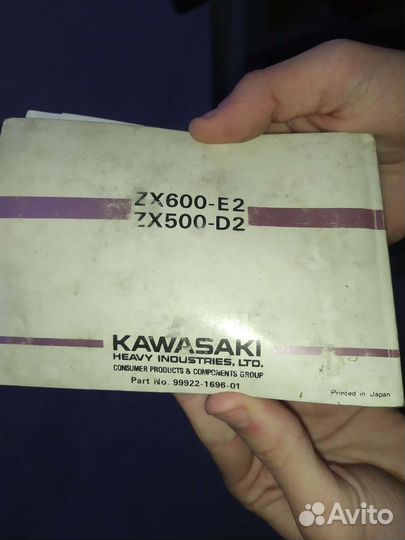 ZX600-E2
ZX500-D2
KAWASAKI
HEAVY INDUSTRIES, LTD.
CONSUMER PRODUCTS & COMPONENTS GROUP
Part No. 99922-1696-01
Printed in Japan
Avito